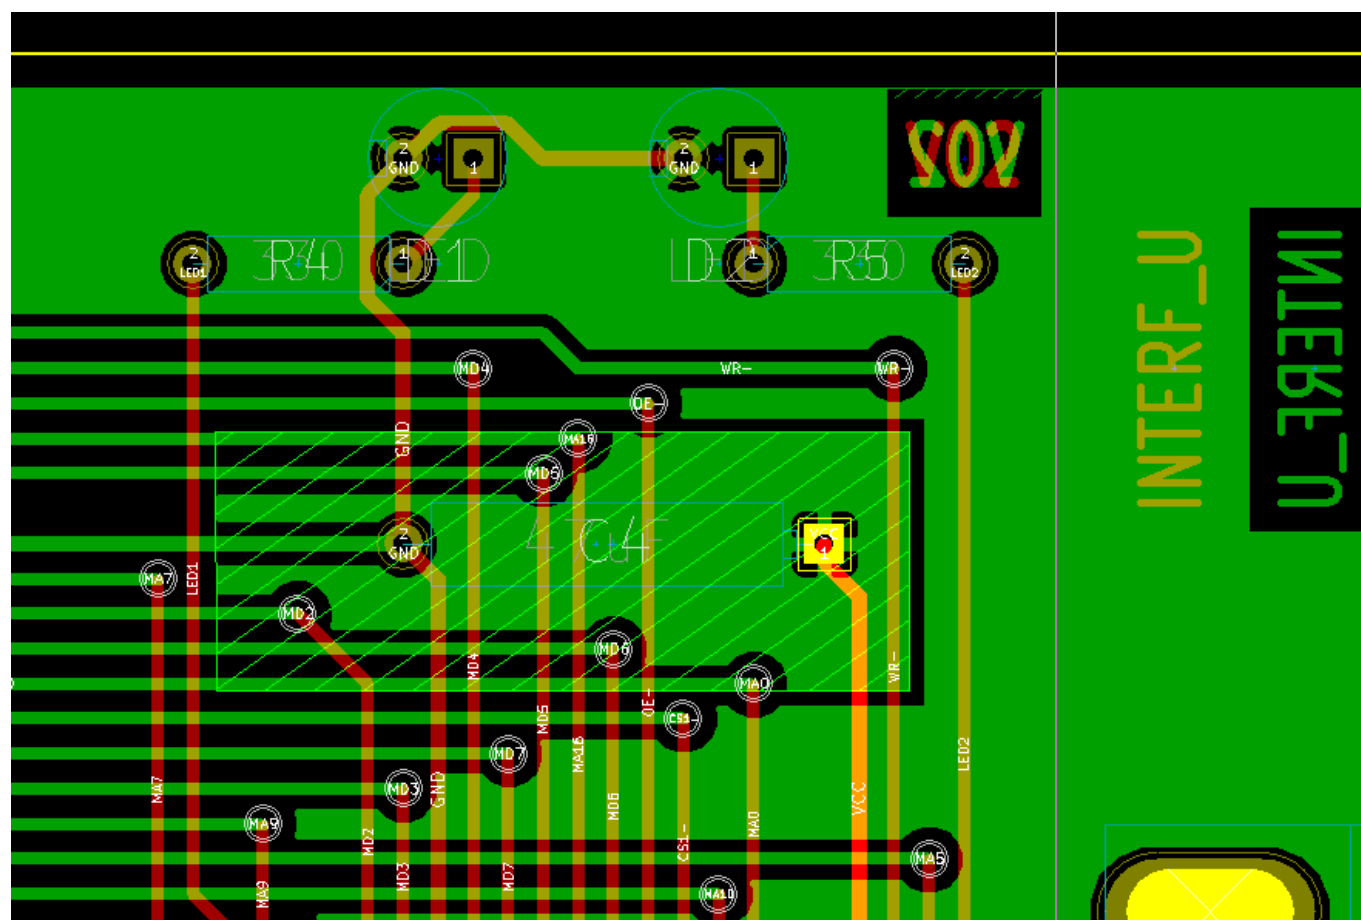 2
GND
1
2
GND
1
2
LED1
1
1
2
LED2
INTERF_U
INTERF_U
MD4
WR-
WR-
OE-
GND
MA16
MD5
2
GND
VCC
1
MA7
LED1
MD2
MD6
MD4
WR-
MA0
OE-
CS1-
MD5
MA16
MD7
LED2
MA7
MD3
GND
MD6
VCC
MA9
MA0
MD2
CS1-
MA5
MD3
MD7
MA9
MA10